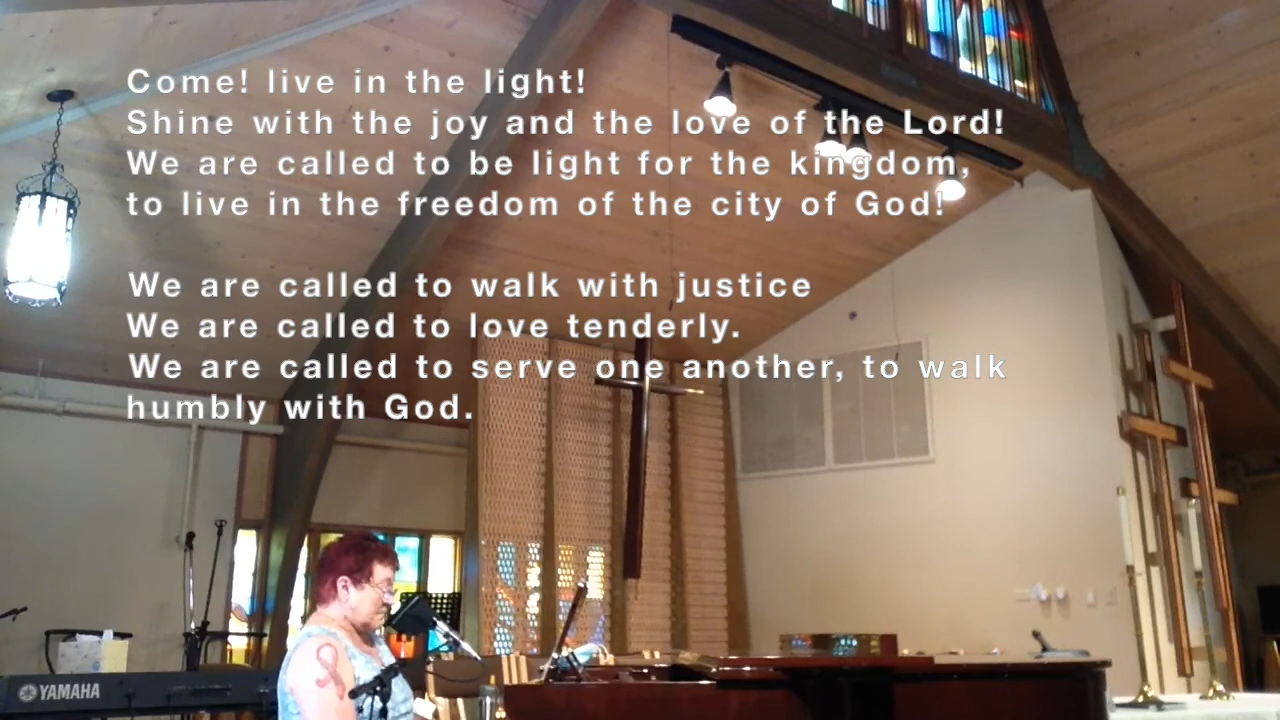 Come! live in the light!
Shine with the joy and the love of the Lord!
We are called to be light for the kingdom,
to live in the freedom of the city of God!
We are called to walk with justice
We are called to love tenderly.
We are called to serve one another, to walk
humbly with God.
YAMAHA